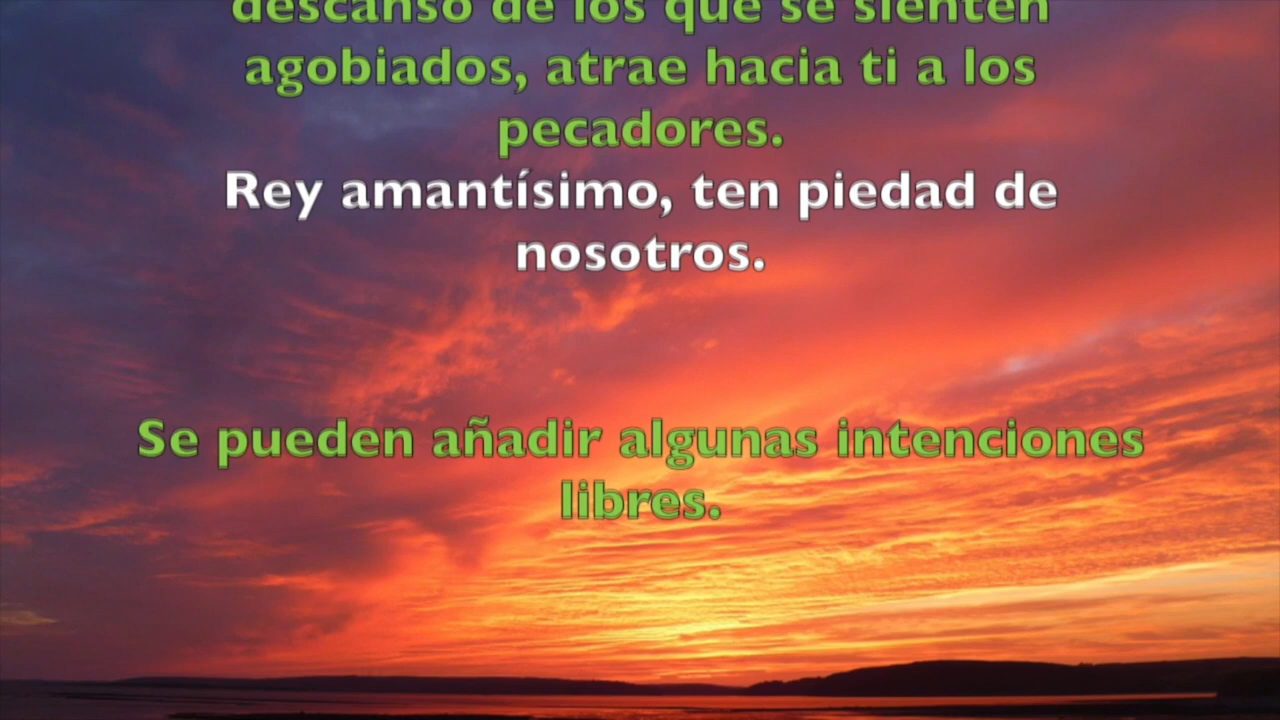 descanso de los que se sienten
agobiados, atrae hacia ti a los
pecadores.
Rey amantísimo, ten piedad de
nosotros.
Se pueden añadir algunas intenciones
libres.